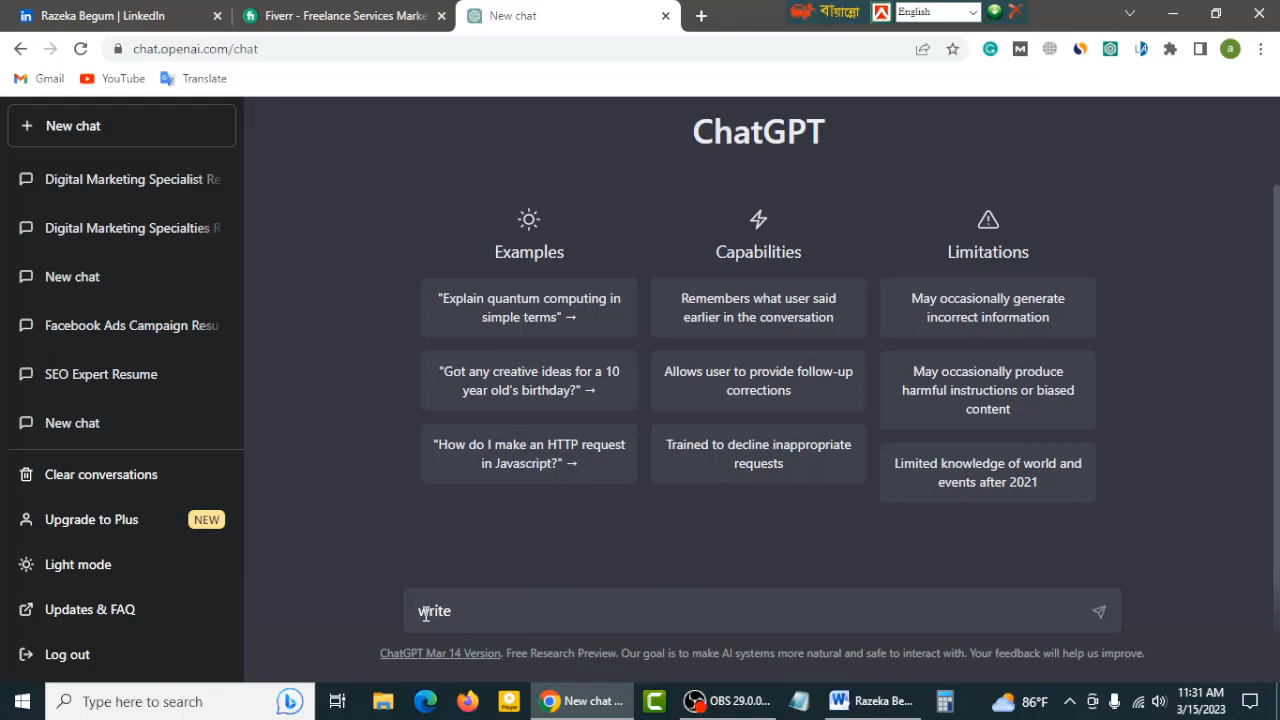 Razeka Begum | LinkedIn
Fiverr - Freelance Services Marke
New chat
বায়ান্নো
English
chat.openai.com/chat
Gmail
YouTube
Translate
New chat
Digital Marketing Specialist Re
Digital Marketing Specialties R
New chat
Facebook Ads Campaign Resu
SEO Expert Resume
New chat
Clear conversations
Upgrade to Plus NEW
Light mode
Updates & FAQ
Log out
ChatGPT
Examples
"Explain quantum computing in
simple terms" →
"Got any creative ideas for a 10
year old's birthday?" →
"How do I make an HTTP request
in Javascript?" →
Capabilities
Remembers what user said
earlier in the conversation
Allows user to provide follow-up
corrections
Trained to decline inappropriate
requests
Limitations
May occasionally generate
incorrect information
May occasionally produce
harmful instructions or biased
content
Limited knowledge of world and
events after 2021
write
ChatGPT Mar 14 Version. Free Research Preview. Our goal is to make AI systems more natural and safe to interact with. Your feedback will help us improve.
Type here to search
New chat ...
OBS 29.0.0...
Razeka Be...
86°F
11:31 AM
3/15/2023